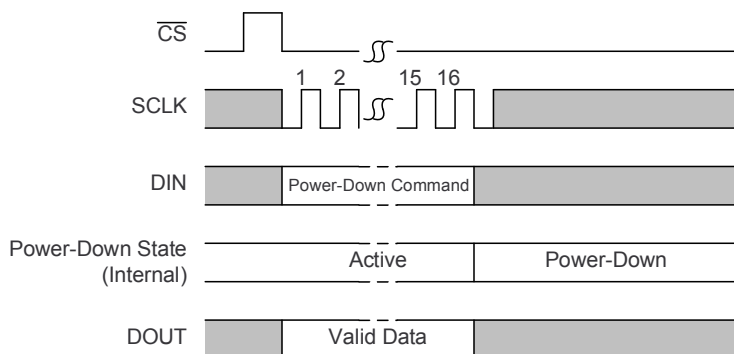 CS
1 2 15 16
SCLK
DIN
Power-Down Command
Power-Down State
(Internal)
Active
Power-Down
DOUT
Valid Data